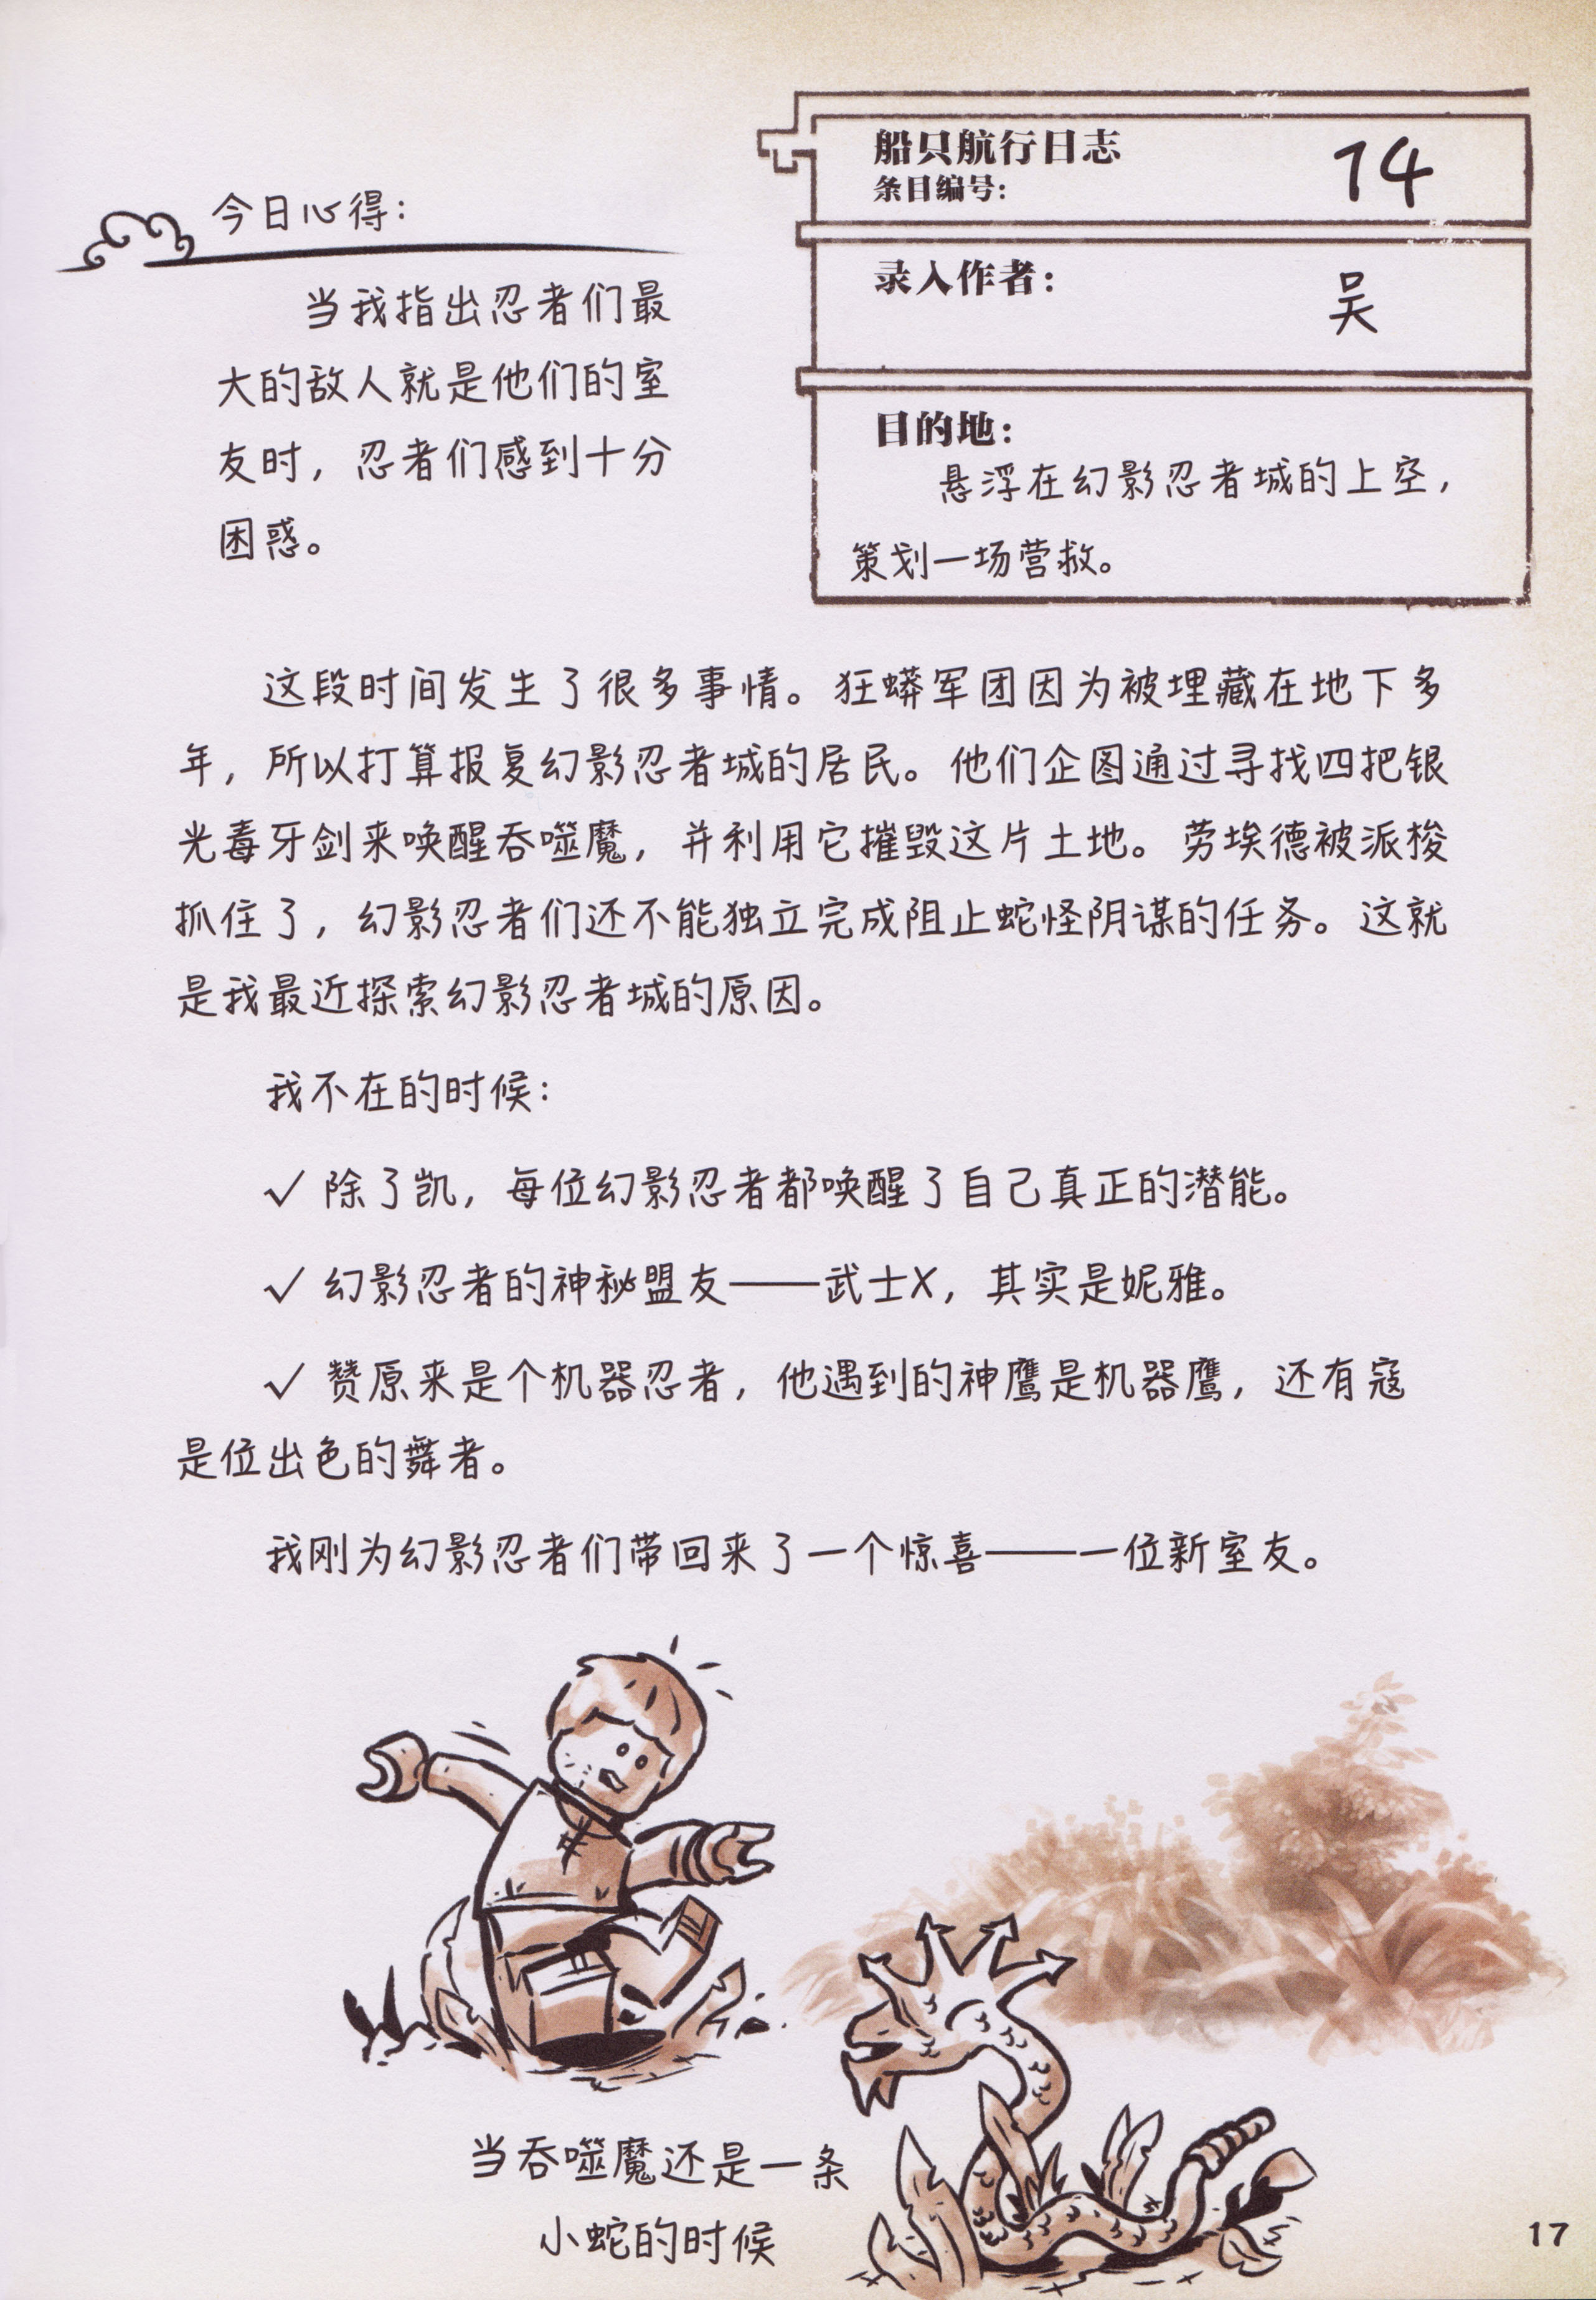 船只航行日志
条目编号：
14
录入作者：
吴
目的地：
悬浮在幻影忍者城的上空，
策划一场营救。
今日心得：
当我指出忍者们最
大的敌人就是他们的室
友时，忍者们感到十分
困惑。
这段时间发生了很多事情。狂蟒军团因为被埋藏在地下多
年，所以打算报复幻影忍者城的居民。他们企图通过寻找四把银
光毒牙剑来唤醒吞噬魔，并利用它摧毁这片土地。劳埃德被派梭
抓住了，幻影忍者们还不能独立完成阻止蛇怪阴谋的任务。这就
是我最近探索幻影忍者城的原因。
我不在的时候：
✓ 除了凯，每位幻影忍者都唤醒了自己真正的潜能。
✓ 幻影忍者的神秘盟友——武士X，其实是妮雅。
✓ 赞原来是个机器忍者，他遇到的神鹰是机器鹰，还有寇
是位出色的舞者。
我刚为幻影忍者们带回来了一个惊喜——一位新室友。
当吞噬魔还是一条
小蛇的时候
17